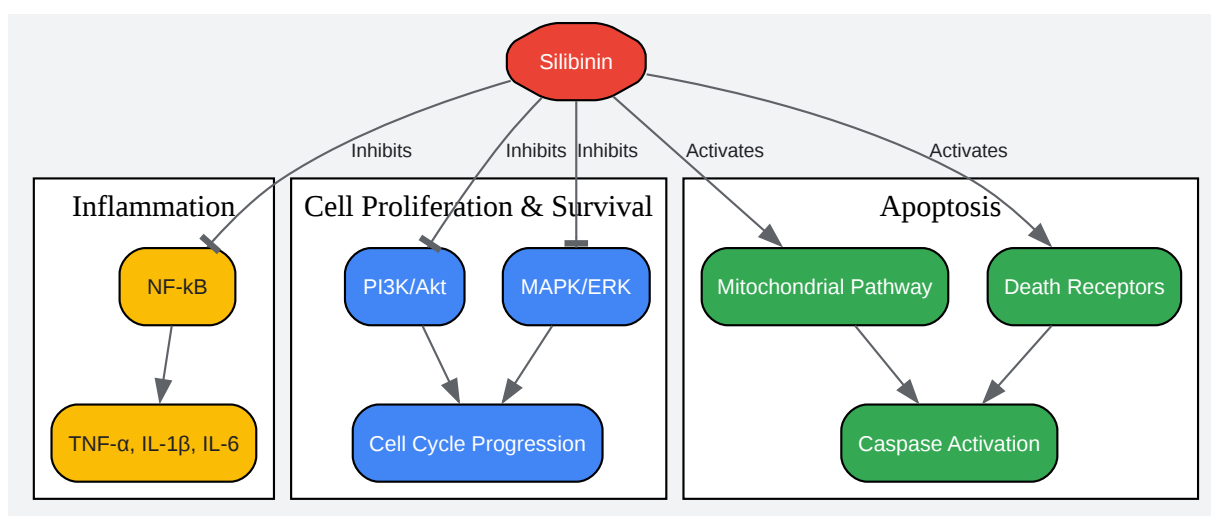 Silibinin
Inhibits
Inhibits
Inhibits
Activates
Activates
Inflammation
Cell Proliferation & Survival
Apoptosis
NF-kB
PI3K/Akt
MAPK/ERK
Mitochondrial Pathway
Death Receptors
TNF-α, IL-1β, IL-6
Cell Cycle Progression
Caspase Activation